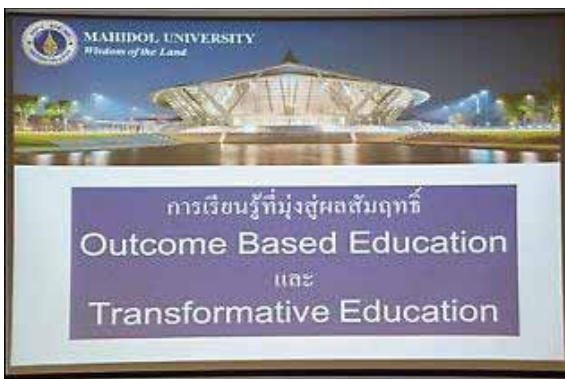 MAHIDOL UNIVERSITY
Wisdom of the Land
การเรียนรู้ที่มุ่งสู่ผลสัมฤทธิ์
Outcome Based Education
และ
Transformative Education